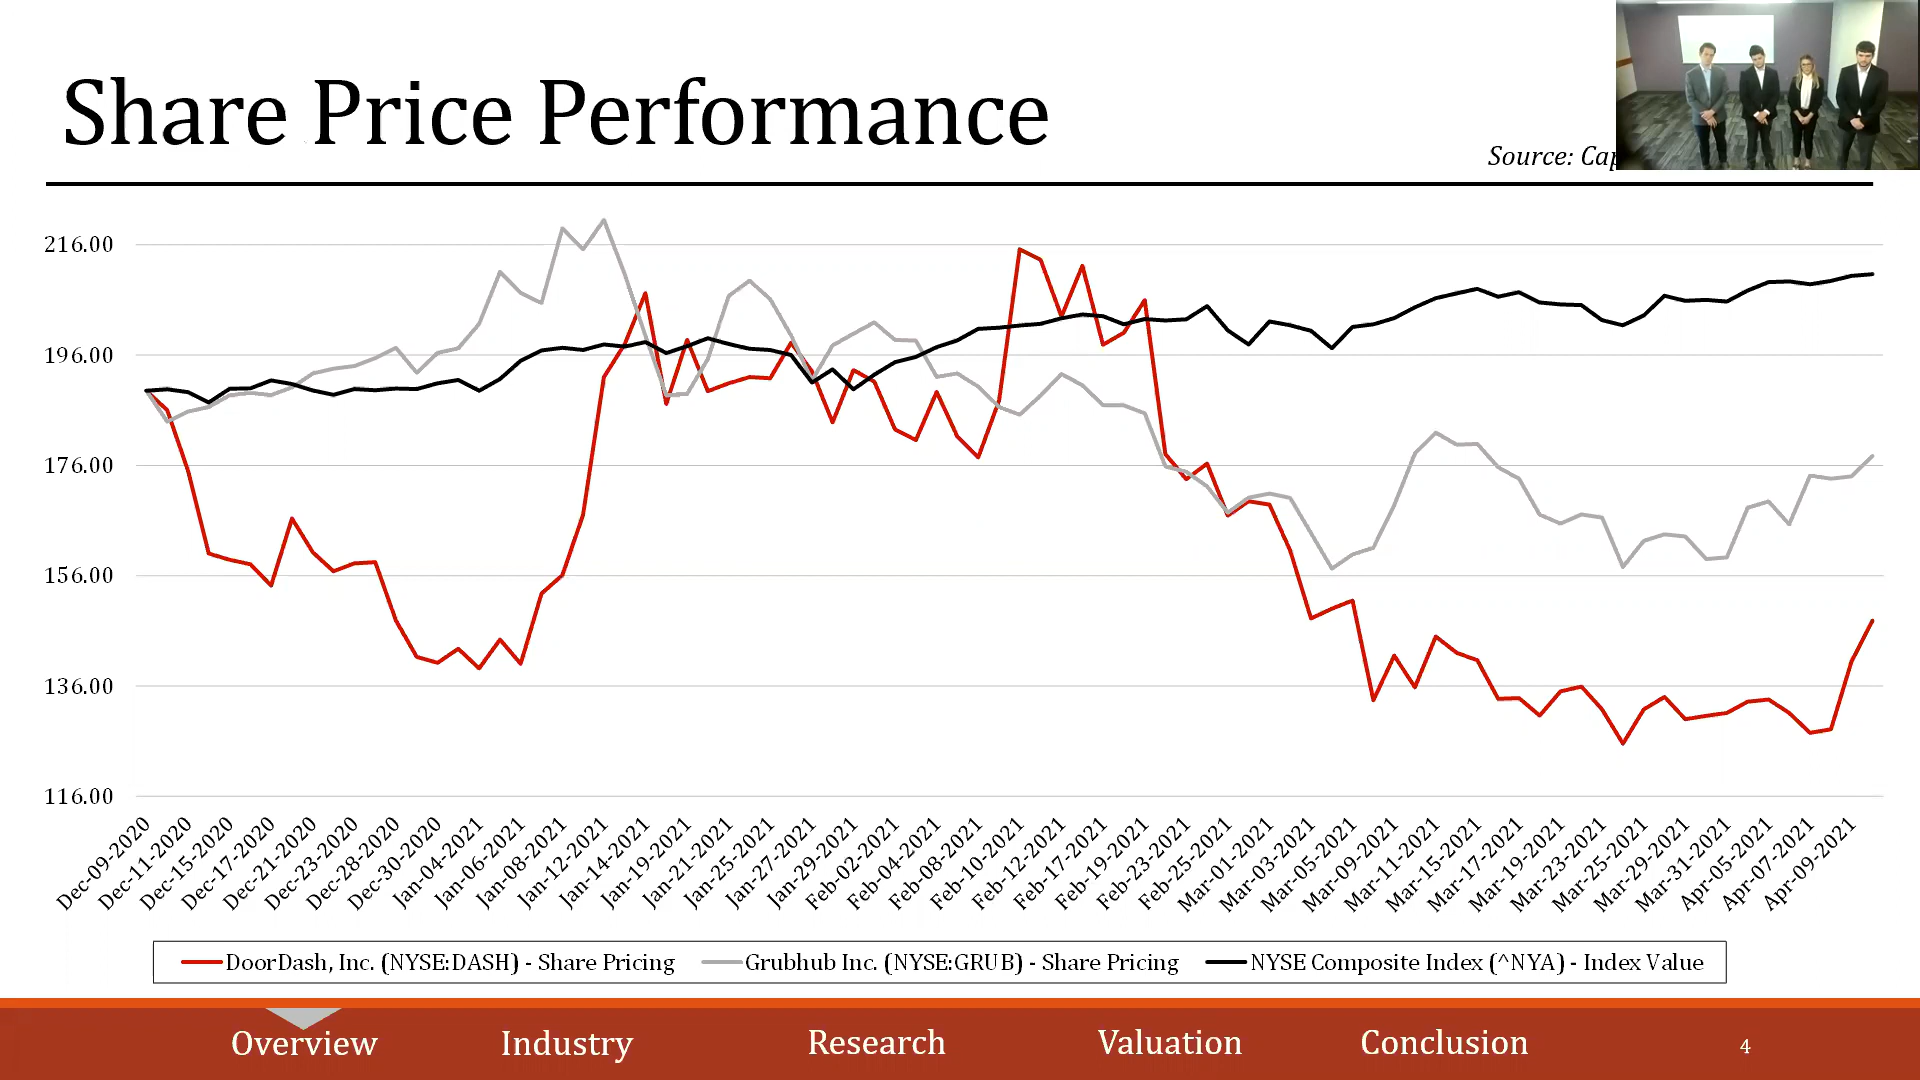 Share Price Performance
Source:
216.00
196.00
176.00
156.00
136.00
116.00
Dec-09-2020
Dec-11-2020
Dec-15-2020
Dec-17-2020
Dec-21-2020
Dec-23-2020
Dec-28-2020
Dec-30-2020
Jan-04-2021
Jan-06-2021
Jan-08-2021
Jan-12-2021
Jan-14-2021
Jan-19-2021
Jan-21-2021
Jan-25-2021
Jan-27-2021
Jan-29-2021
Feb-02-2021
Feb-04-2021
Feb-08-2021
Feb-10-2021
Feb-12-2021
Feb-17-2021
Feb-19-2021
Feb-23-2021
Feb-25-2021
Mar-01-2021
Mar-03-2021
Mar-05-2021
Mar-09-2021
Mar-11-2021
Mar-15-2021
Mar-17-2021
Mar-19-2021
Mar-23-2021
Mar-25-2021
Mar-29-2021
Mar-31-2021
Apr-05-2021
Apr-07-2021
Apr-09-2021
DoorDash, Inc. (NYSE:DASH) - Share Pricing Grubhub Inc. (NYSE:GRUB) - Share Pricing NYSE Composite Index (^NYA) - Index Value
Overview Industry Research Valuation Conclusion 4